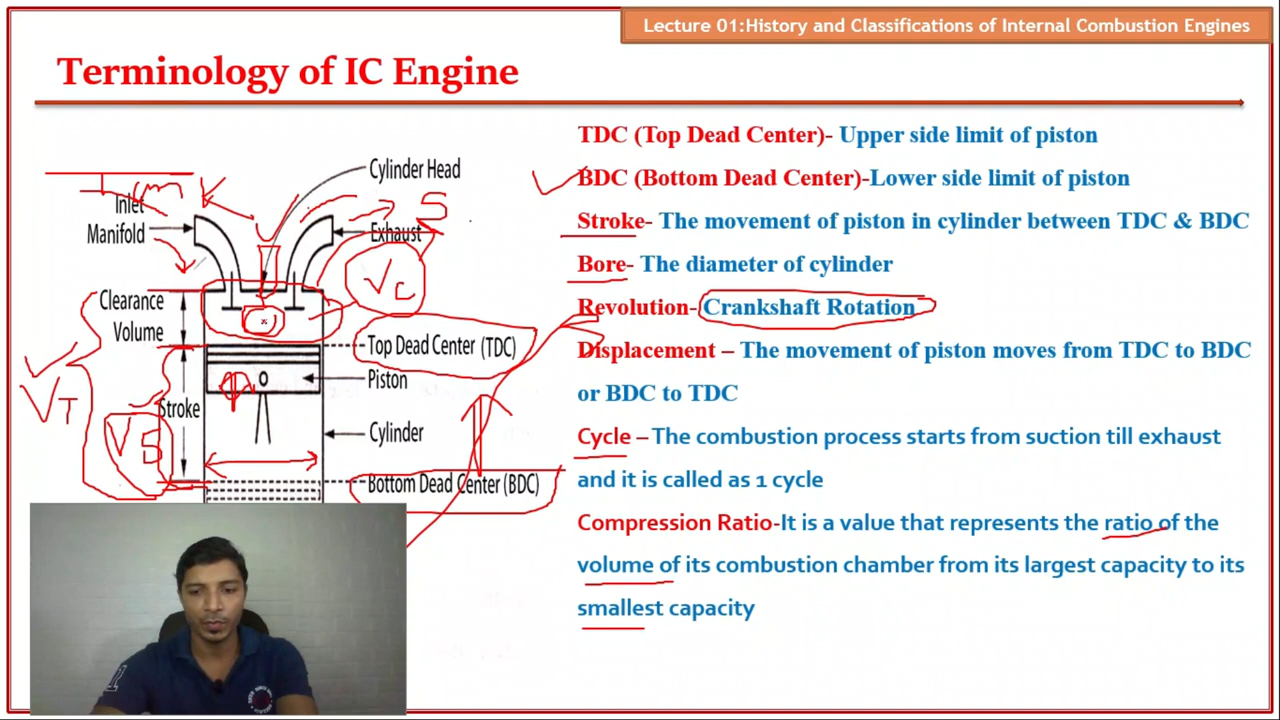 Lecture 01:History and Classifications of Internal Combustion Engines
Terminology of IC Engine
TDC (Top Dead Center)- Upper side limit of piston
BDC (Bottom Dead Center)-Lower side limit of piston
Stroke- The movement of piston in cylinder between TDC & BDC
Bore- The diameter of cylinder
Revolution- Crankshaft Rotation
Displacement – The movement of piston moves from TDC to BDC
or BDC to TDC
Cycle – The combustion process starts from suction till exhaust
and it is called as 1 cycle
Compression Ratio-It is a value that represents the ratio of the
volume of its combustion chamber from its largest capacity to its
smallest capacity
Cylinder Head
Inlet
Manifold
Exhaust
S
Vc
Clearance
Volume
Top Dead Center (TDC)
Piston
VT
Stroke
VS
Cylinder
Bottom Dead Center (BDC)